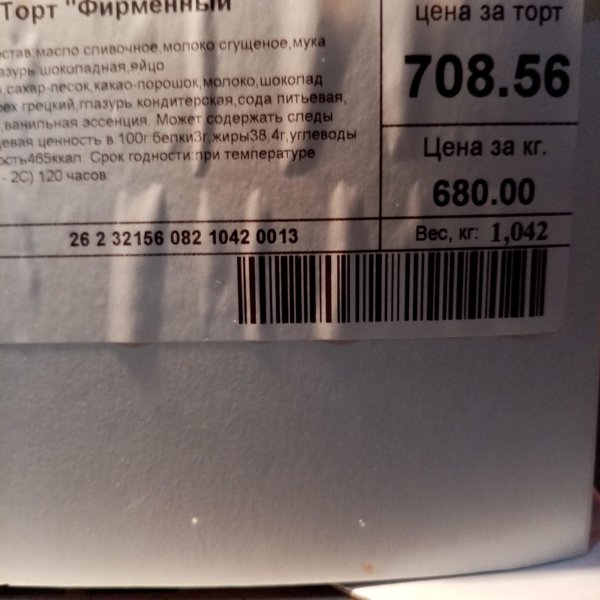 Торт "Фирменный
остав масло сливочное,молоко сгущеное,мука
лазурь шоколадная,яйцо
,сахар-песок,какао-порошок,молоко,шоколад
рех грецкий,глазурь кондитерская,сода питьевая,
, ванильная эссенция. Может содержать следы
евая ценность в 100г.белки3г,жиры38,4г,углеводы
ость465ккал. Срок годности:при температуре
- 2С) 120 часов.
26 2 32156 082 1042 0013
цена за торт
708.56
Цена за кг.
680.00
Вес, кг: 1,042